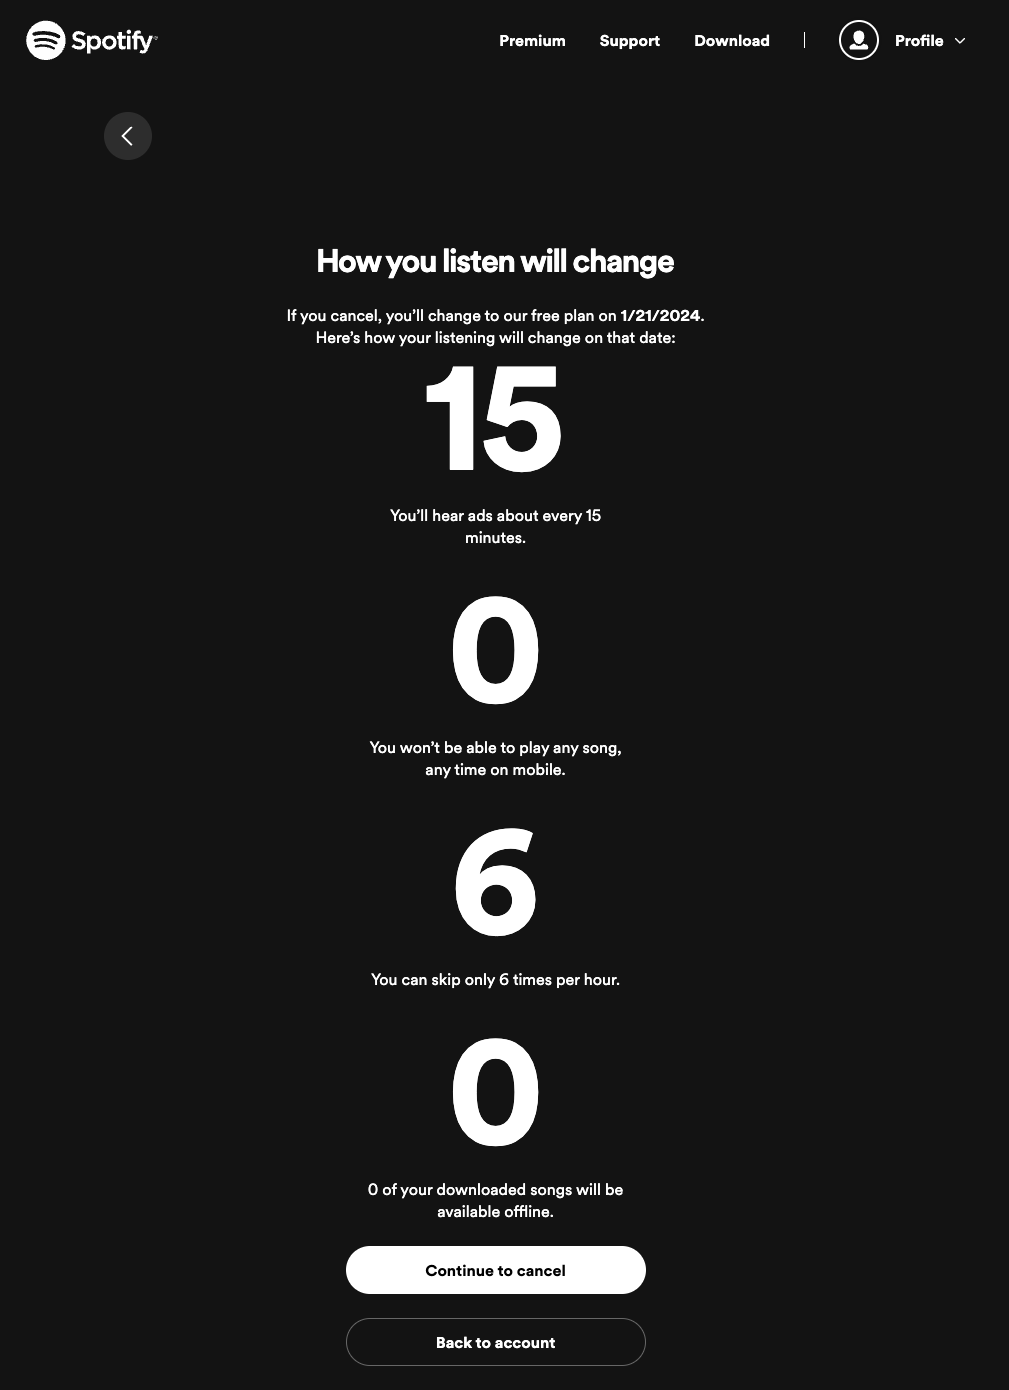 Spotify
Premium
Support
Download
Profile
How you listen will change
If you cancel, you’ll change to our free plan on 1/21/2024.
Here’s how your listening will change on that date:
15
You’ll hear ads about every 15
minutes.
0
You won’t be able to play any song,
any time on mobile.
6
You can skip only 6 times per hour.
0
0 of your downloaded songs will be
available offline.
Continue to cancel
Back to account